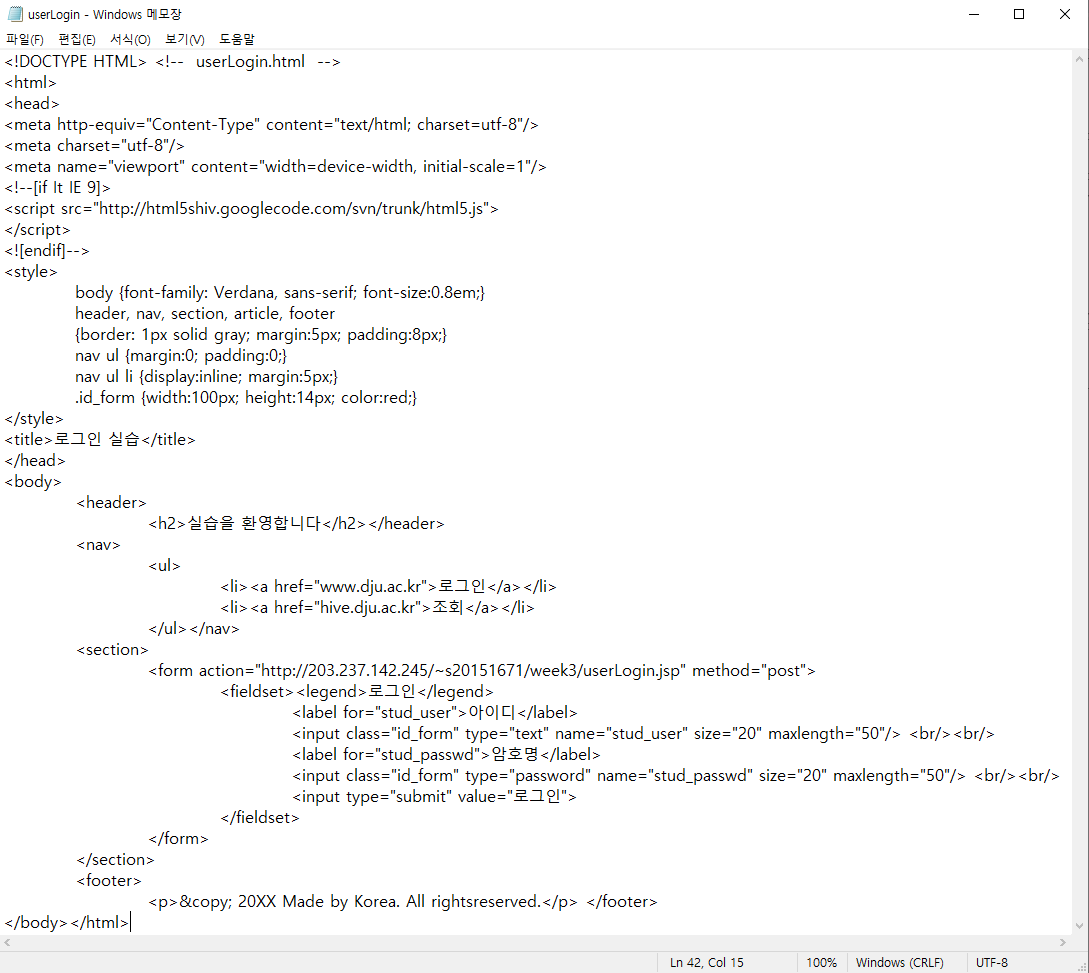 userLogin - Windows 메모장
파일(F) 편집(E) 서식(O) 보기(V) 도움말
<!DOCTYPE HTML> <!-- userLogin.html -->
<html>
<head>
<meta http-equiv="Content-Type" content="text/html; charset=utf-8"/>
<meta charset="utf-8"/>
<meta name="viewport" content="width=device-width, initial-scale=1"/>
<!--[if lt IE 9]>
<script src="http://html5shiv.googlecode.com/svn/trunk/html5.js">
</script>
<![endif]-->
<style>
body {font-family: Verdana, sans-serif; font-size:0.8em;}
header, nav, section, article, footer
{border: 1px solid gray; margin:5px; padding:8px;}
nav ul {margin:0; padding:0;}
nav ul li {display:inline; margin:5px;}
.id_form {width:100px; height:14px; color:red;}
</style>
<title>로그인 실습</title>
</head>
<body>
<header>
<h2>실습을 환영합니다</h2></header>
<nav>
<ul>
<li><a href="www.dju.ac.kr">로그인</a></li>
<li><a href="hive.dju.ac.kr">조회</a></li>
</ul></nav>
<section>
<form action="http://203.237.142.245/~s20151671/week3/userLogin.jsp" method="post">
<fieldset><legend>로그인</legend>
<label for="stud_user">아이디</label>
<input class="id_form" type="text" name="stud_user" size="20" maxlength="50"/> <br/><br/>
<label for="stud_passwd">암호명</label>
<input class="id_form" type="password" name="stud_passwd" size="20" maxlength="50"/> <br/><br/>
<input type="submit" value="로그인">
</fieldset>
</form>
</section>
<footer>
<p>&copy; 20XX Made by Korea. All rightsreserved.</p> </footer>
</body></html>
Ln 42, Col 15 100% Windows (CRLF) UTF-8